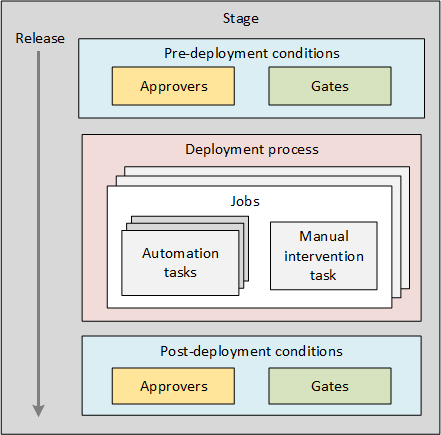 Stage
Release
Pre-deployment conditions
Approvers
Gates
Deployment process
Jobs
Automation
tasks
Manual
intervention
task
Post-deployment conditions
Approvers
Gates